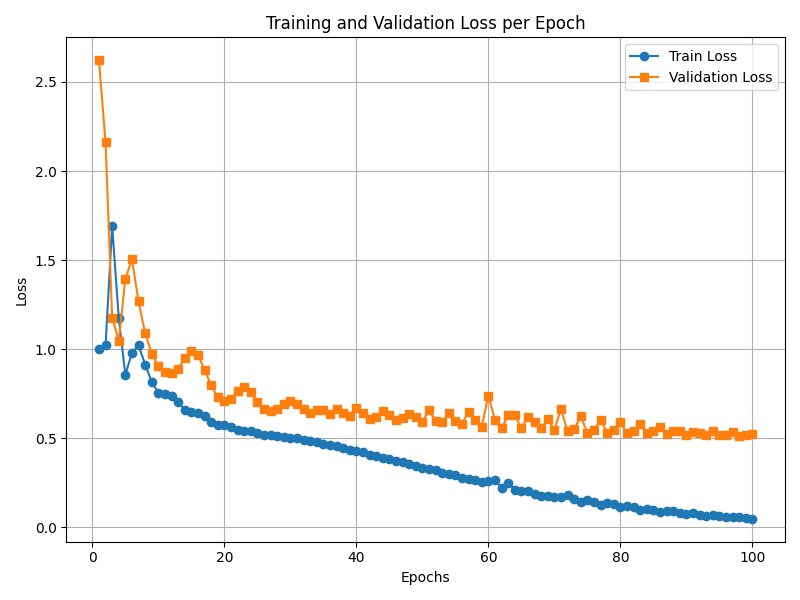 Training and Validation Loss per Epoch
Train Loss
Validation Loss
2.5
2.0
1.5
1.0
0.5
0.0
Loss
0 20 40 60 80 100
Epochs